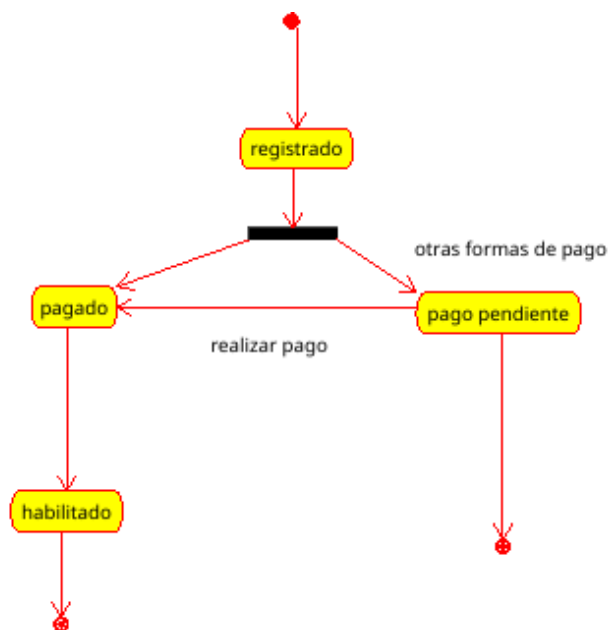 registrado
otras formas de pago
pagado
pago pendiente
realizar pago
habilitado